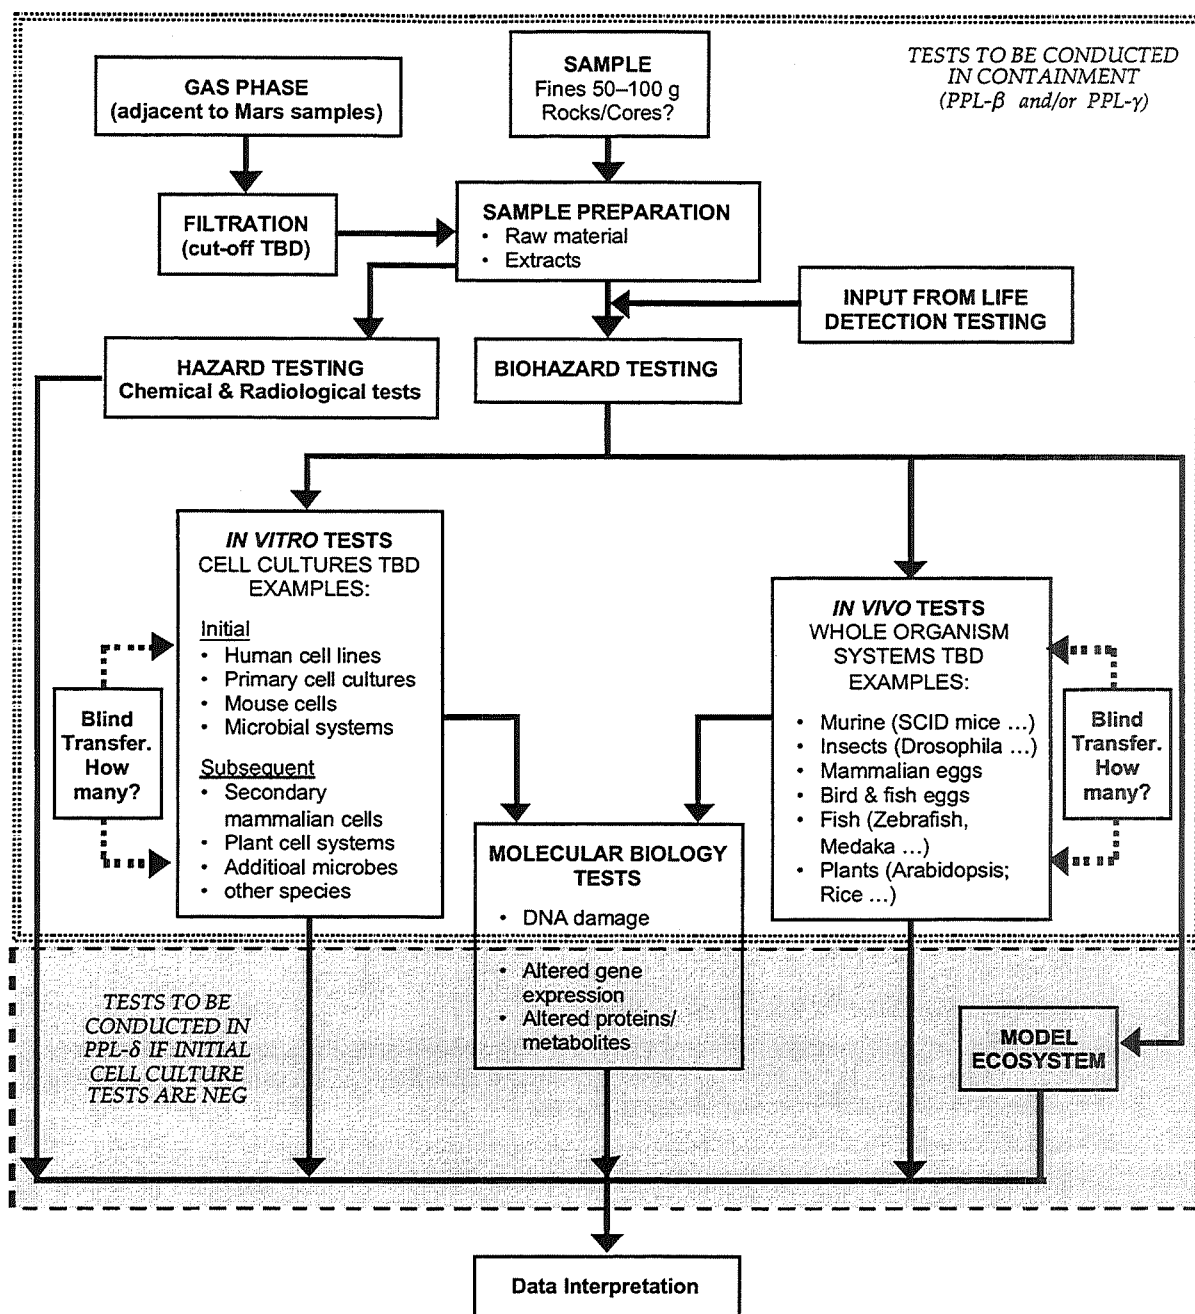 TESTS TO BE CONDUCTED
IN CONTAINMENT
(PPL-β and/or PPL-γ)
GAS PHASE
(adjacent to Mars samples)
SAMPLE
Fines 50–100 g
Rocks/Cores?
FILTRATION
(cut-off TBD)
SAMPLE PREPARATION
• Raw material
• Extracts
INPUT FROM LIFE
DETECTION TESTING
HAZARD TESTING
Chemical & Radiological tests
BIOHAZARD TESTING
IN VITRO TESTS
CELL CULTURES TBD
EXAMPLES:
Initial
• Human cell lines
• Primary cell cultures
• Mouse cells
• Microbial systems
Subsequent
• Secondary
mammalian cells
• Plant cell systems
• Additioal microbes
• other species
Blind
Transfer.
How
many?
IN VIVO TESTS
WHOLE ORGANISM
SYSTEMS TBD
EXAMPLES:
• Murine (SCID mice ...)
• Insects (Drosophila ...)
• Mammalian eggs
• Bird & fish eggs
• Fish (Zebrafish,
Medaka ...)
• Plants (Arabidopsis;
Rice ...)
Blind
Transfer.
How
many?
MOLECULAR BIOLOGY
TESTS
• DNA damage
• Altered gene
expression
• Altered proteins/
metabolites
TESTS TO BE
CONDUCTED IN
PPL-δ IF INITIAL
CELL CULTURE
TESTS ARE NEG
MODEL
ECOSYSTEM
Data Interpretation